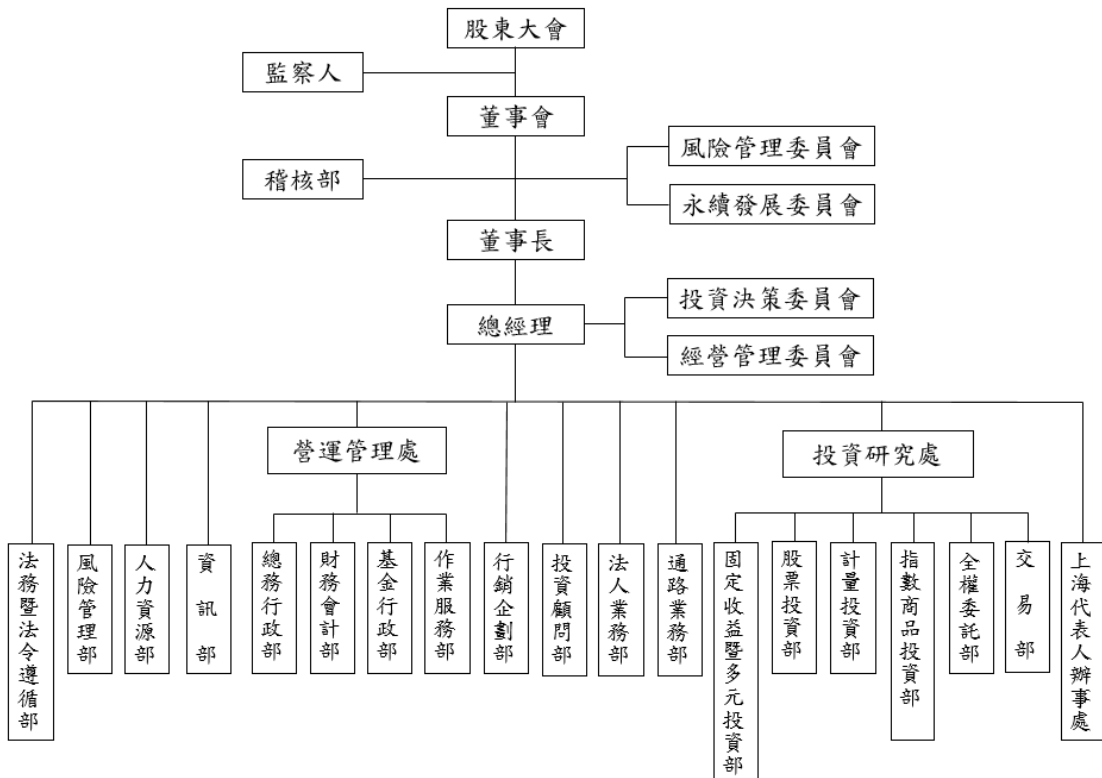 股東大會
監察人
董事會
風險管理委員會
稽核部
永續發展委員會
董事長
投資決策委員會
總經理
經營管理委員會
營運管理處
投資研究處
法務暨法令遵循部
風險管理部
人力資源部
資訊部
總務行政部
財務會計部
基金行政部
作業服務部
行銷企劃部
投資顧問部
法人業務部
通路業務部
固定收益暨多元投資部
股票投資部
計量投資部
指數商品投資部
全權委託部
交易部
上海代表人辦事處